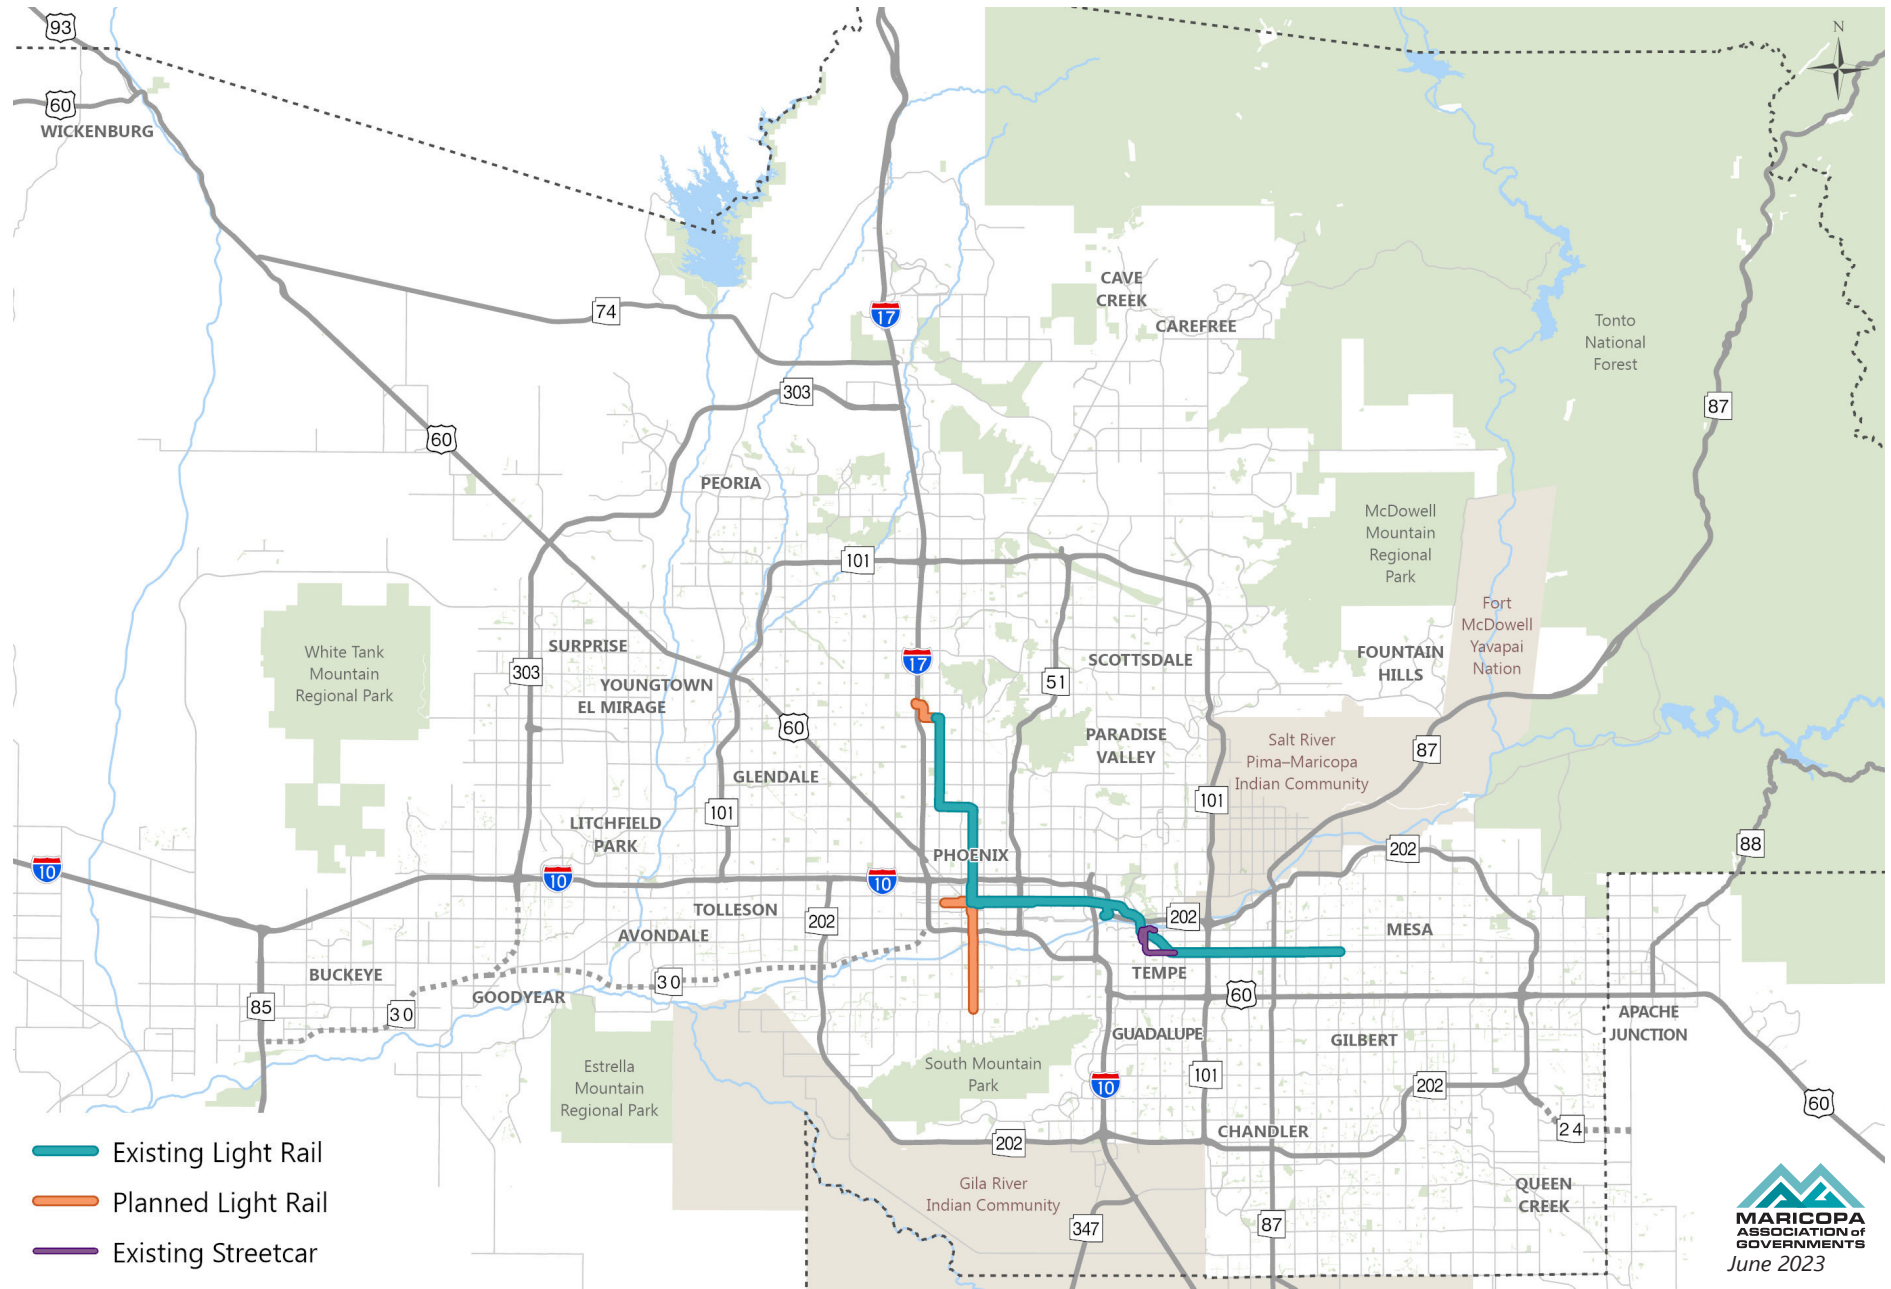 93
N
60
WICKENBURG
CAVE
CREEK
17
74
CAREFREE
Tonto
National
Forest
303
87
60
PEORIA
McDowell
Mountain
Regional
Park
101
Fort
McDowell
Yavapai
Nation
White Tank
Mountain
Regional Park
SURPRISE
17
SCOTTSDALE
FOUNTAIN
HILLS
303
YOUNGTOWN
EL MIRAGE
51
60
PARADISE
VALLEY
Salt River
Pima–Maricopa
Indian Community
87
GLENDALE
101
101
LITCHFIELD
PARK
PHOENIX
202
88
10
10
10
TOLLESON
202
202
AVONDALE
MESA
BUCKEYE
TEMPE
30
GOODYEAR
60
85
30
APACHE
JUNCTION
GUADALUPE
GILBERT
Estrella
Mountain
Regional Park
South Mountain
Park
10
101
202
60
24
202
CHANDLER
Existing Light Rail
Planned Light Rail
Existing Streetcar
Gila River
Indian Community
347
87
QUEEN
CREEK
MARICOPA
ASSOCIATION of
GOVERNMENTS
June 2023